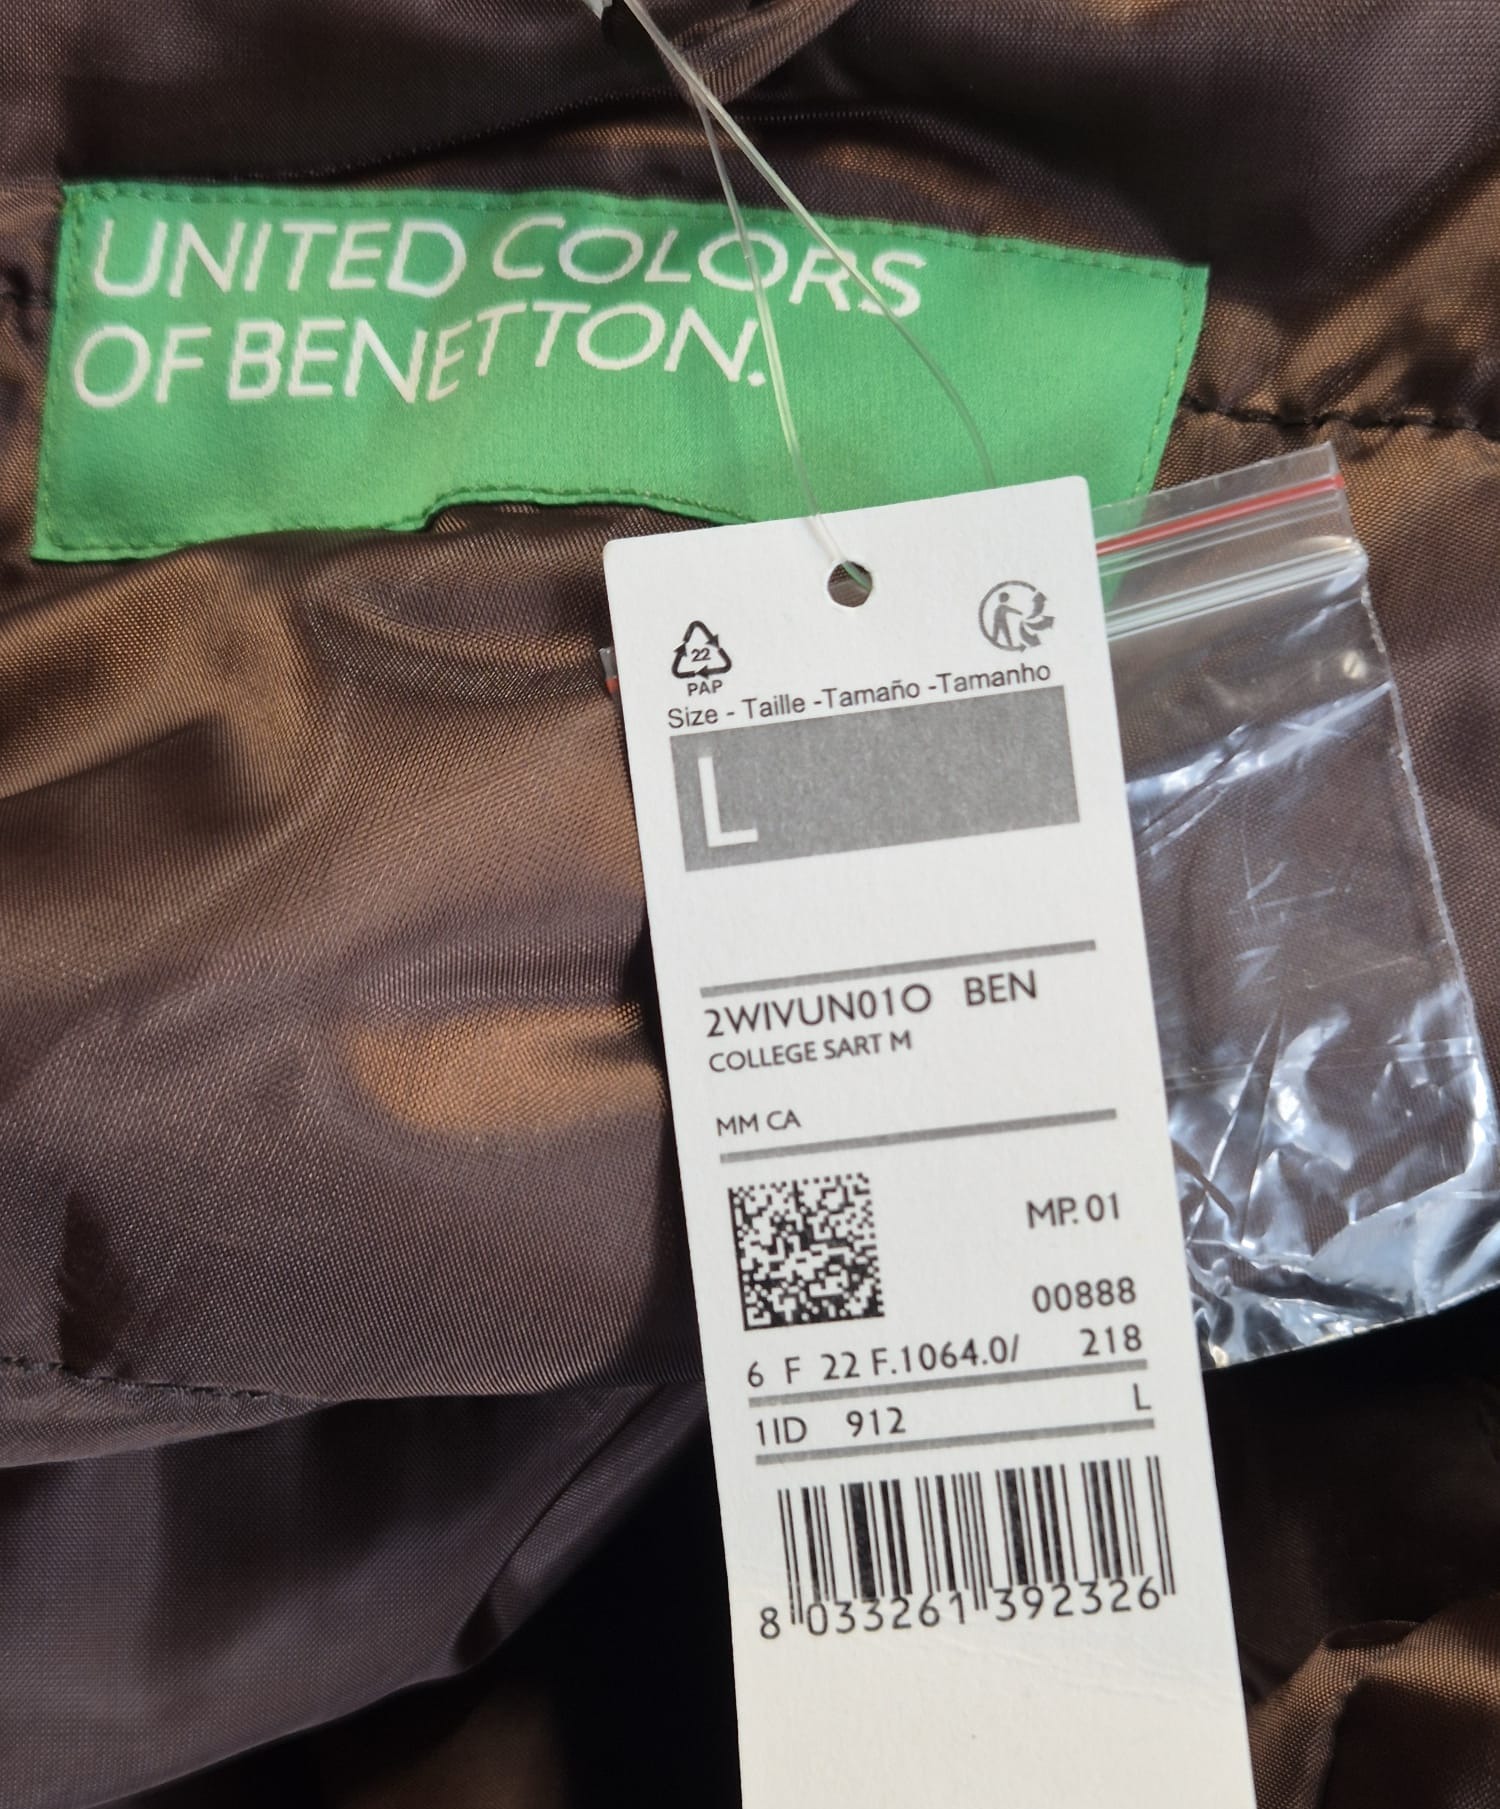 UNITED COLORS
OF BENETTON.
22
PAP
Size - Taille -Tamaño -Tamanho
L
2WIVUN01O BEN
COLLEGE SART M
MM CA
MP. 01
00888
6 F 22 F.1064.0/ 218
1ID 912 L
8 033261 392326